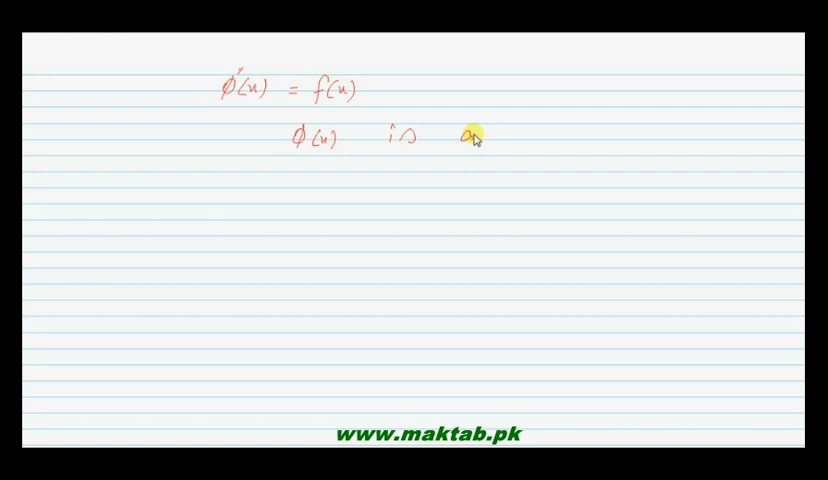 ϕ'(x) = f(x)
ϕ(x) is a
www.maktab.pk